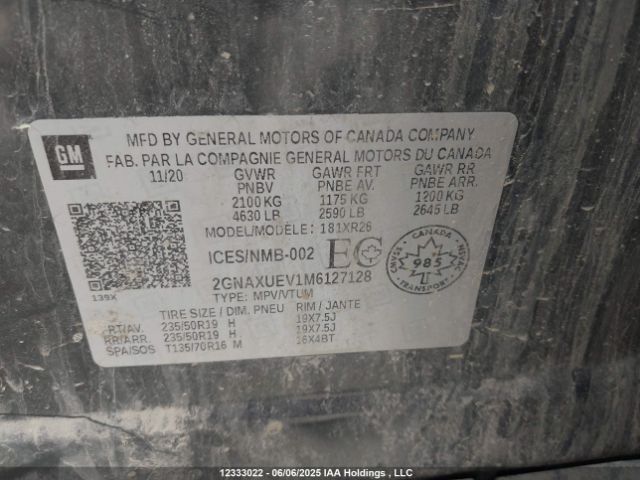 GM
MFD BY GENERAL MOTORS OF CANADA COMPANY
FAB. PAR LA COMPAGNIE GENERAL MOTORS DU CANADA
11/20 GVWR GAWR FRT GAWR RR
PNBV PNBE AV. PNBE ARR.
2100 KG 1175 KG 1200 KG
4630 LB 2590 LB 2645 LB
MODEL/MODÈLE: 181XR26
ICES/NMB-002 EC
CANADA
985
T
TRANSPORT
2GNAXUEV1M6127128
139X
TYPE: MPV/VTUM
TIRE SIZE / DIM. PNEU RIM / JANTE
FRT/AV. 235/50R19 H 19X7.5J
RR/ARR. 235/50R19 H 19X7.5J
SPA/SOS T135/70R16 M 16X4BT
12333022 - 06/06/2025 IAA Holdings , LLC